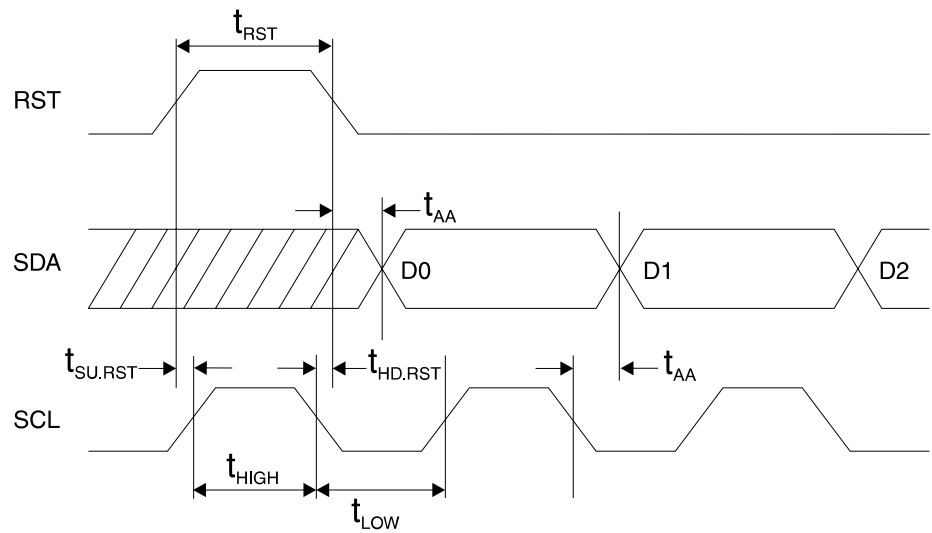 tRST
RST
tAA
SDA
D0
D1
D2
tSU.RST
tHD.RST
tAA
SCL
tHIGH
tLOW